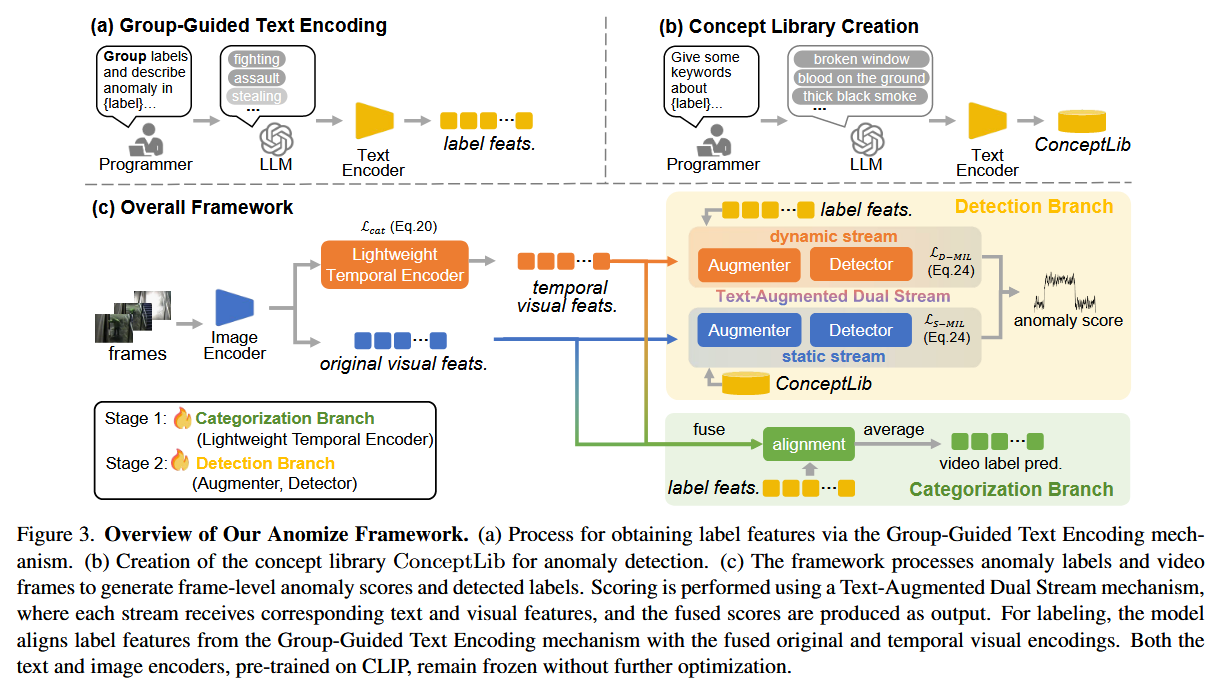 (a) Group-Guided Text Encoding
Group labels
and describe
anomaly in
{label}...
fighting
assault
stealing
...
Programmer
LLM
Text
Encoder
...
label feats.
(b) Concept Library Creation
Give some
keywords
about
{label}...
broken window
blood on the ground
thick black smoke
...
Programmer
LLM
Text
Encoder
ConceptLib
(c) Overall Framework
frames
Image
Encoder
ℒcat (Eq.20)
Lightweight
Temporal Encoder
...
temporal
visual feats.
...
original visual feats.
Stage 1: Categorization Branch
(Lightweight Temporal Encoder)
Stage 2: Detection Branch
(Augmenter, Detector)
... label feats.
Detection Branch
dynamic stream
Augmenter Detector
ℒD−MIL
(Eq.24)
Text-Augmented Dual Stream
Augmenter Detector
ℒS−MIL
(Eq.24)
static stream
ConceptLib
anomaly score
fuse
alignment
average
...
video label pred.
label feats. ...
Categorization Branch
Figure 3. Overview of Our Anomize Framework. (a) Process for obtaining label features via the Group-Guided Text Encoding mech-
anism. (b) Creation of the concept library ConceptLib for anomaly detection. (c) The framework processes anomaly labels and video
frames to generate frame-level anomaly scores and detected labels. Scoring is performed using a Text-Augmented Dual Stream mechanism,
where each stream receives corresponding text and visual features, and the fused scores are produced as output. For labeling, the model
aligns label features from the Group-Guided Text Encoding mechanism with the fused original and temporal visual encodings. Both the
text and image encoders, pre-trained on CLIP, remain frozen without further optimization.